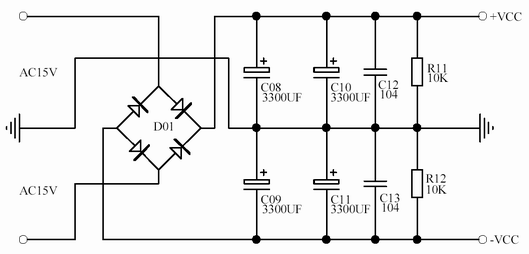 +VCC
AC15V
C08
3300UF
C10
3300UF
C12
104
R11
10K
D01
AC15V
C09
3300UF
C11
3300UF
C13
104
R12
10K
-VCC